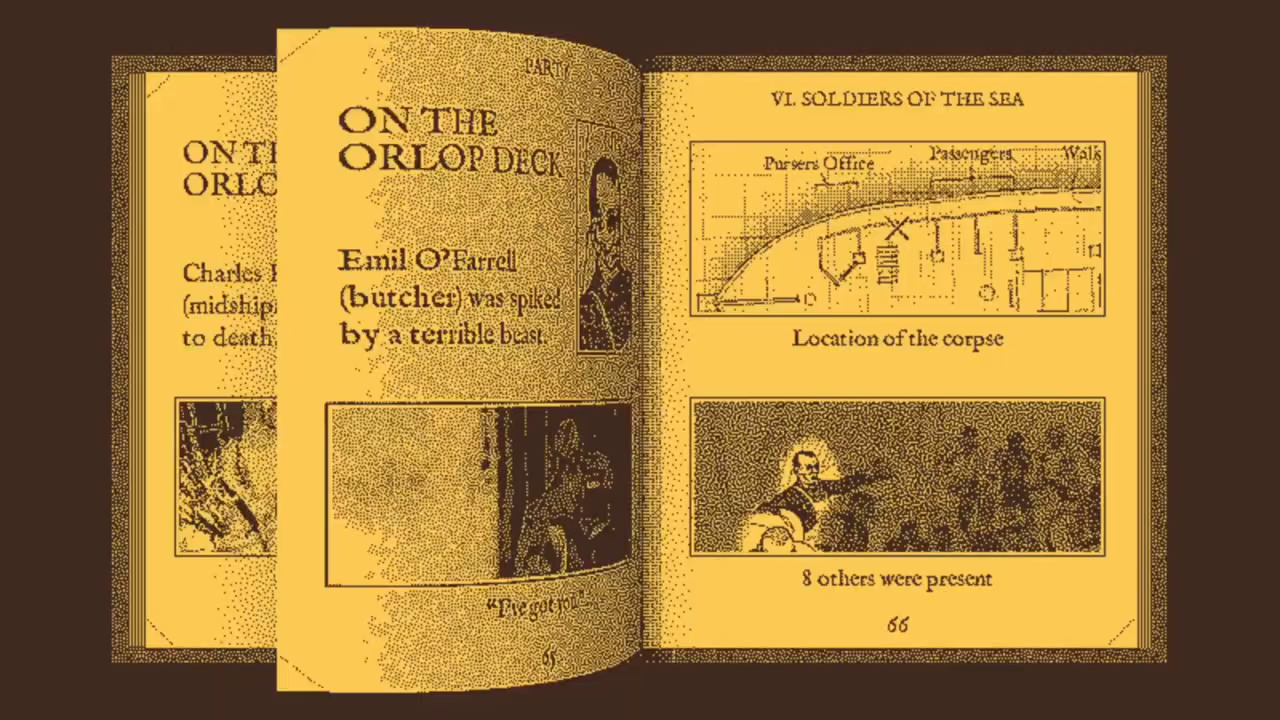 ON TH
ORLO
Charles
(midship
to death
PART
ON THE
ORLOP DECK
Emil O'Farrell
(butcher) was spiked
by a terrible beast.
"I've got you".
65
VI. SOLDIERS OF THE SEA
Pursers Office
Passengers
Walk
Location of the corpse
8 others were present
66